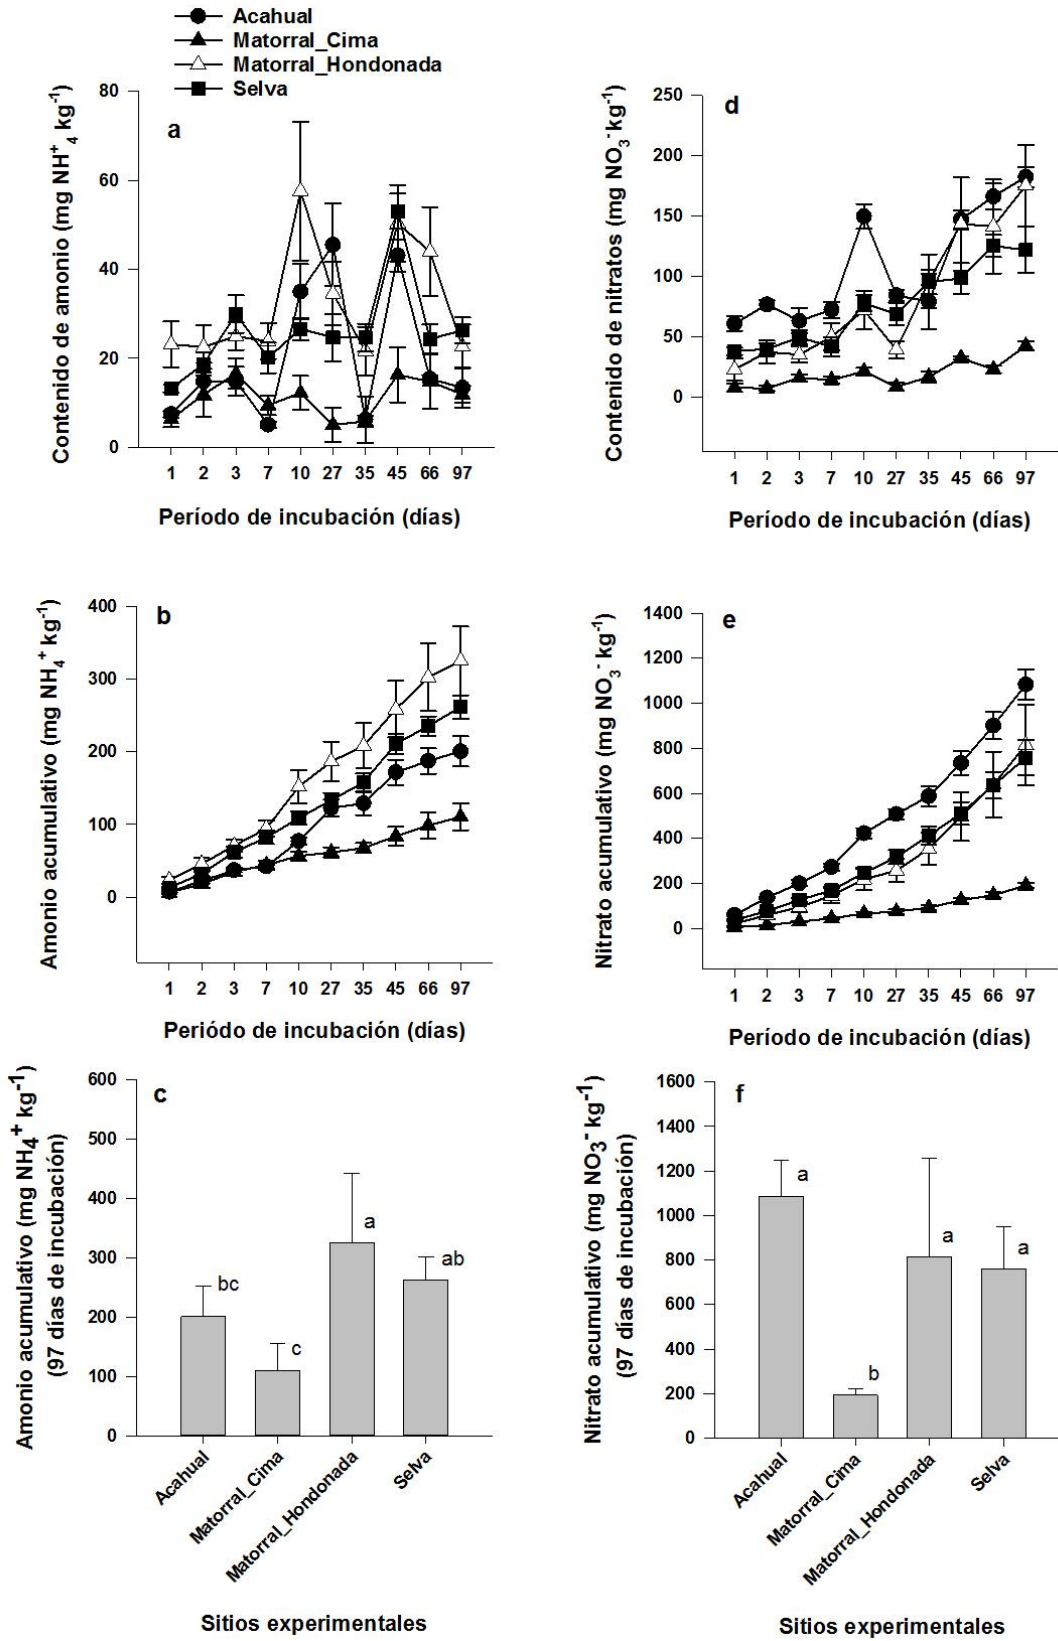 Acahual
Matorral_Cima
Matorral_Hondonada
Selva
a
Contenido de amonio (mg NH₄⁺ kg⁻¹)
80
60
40
20
0
1 2 3 7 10 27 35 45 66 97
Período de incubación (días)
d
Contenido de nitratos (mg NO₃⁻ kg⁻¹)
250
200
150
100
50
0
1 2 3 7 10 27 35 45 66 97
Período de incubación (días)
b
Amonio acumulativo (mg NH₄⁺ kg⁻¹)
400
300
200
100
0
1 2 3 7 10 27 35 45 66 97
Periódo de incubación (días)
e
Nitrato acumulativo (mg NO₃⁻ kg⁻¹)
1400
1200
1000
800
600
400
200
0
1 2 3 7 10 27 35 45 66 97
Período de incubación (días)
c
Amonio acumulativo (mg NH₄⁺ kg⁻¹)
(97 días de incubación)
600
500
400
300
200
100
0
bc
c
a
ab
Acahual
Matorral_Cima
Matorral_Hondonada
Selva
Sitios experimentales
f
Nitrato acumulativo (mg NO₃⁻ kg⁻¹)
(97 días de incubación)
1600
1400
1200
1000
800
600
400
200
0
a
b
a
a
Acahual
Matorral_Cima
Matorral_Hondonada
Selva
Sitios experimentales